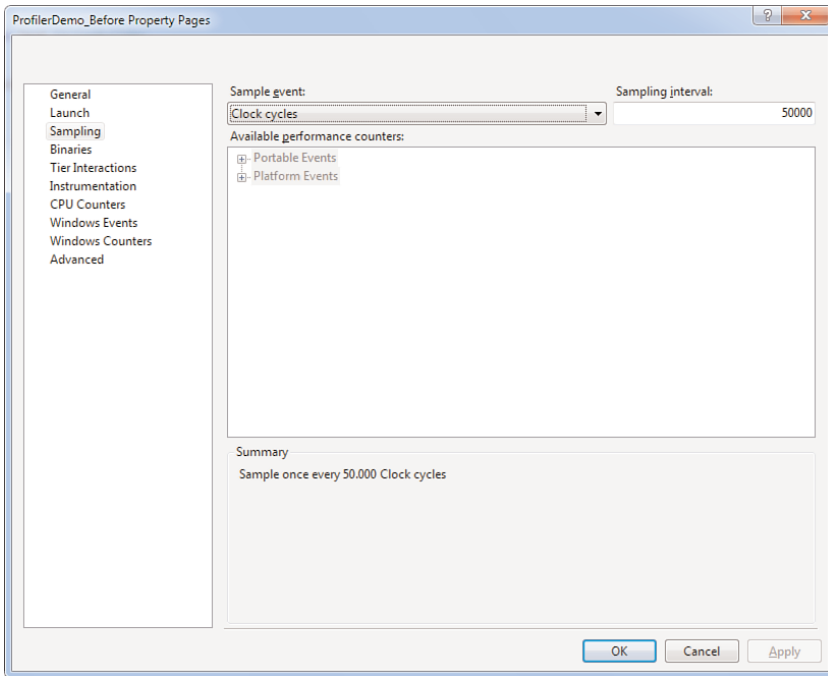 ProfilerDemo_Before Property Pages
General
Launch
Sampling
Binaries
Tier Interactions
Instrumentation
CPU Counters
Windows Events
Windows Counters
Advanced
Sample event:
Sampling interval:
Clock cycles
50000
Available performance counters:
Portable Events
Platform Events
Summary
Sample once every 50.000 Clock cycles
OK
Cancel
Apply